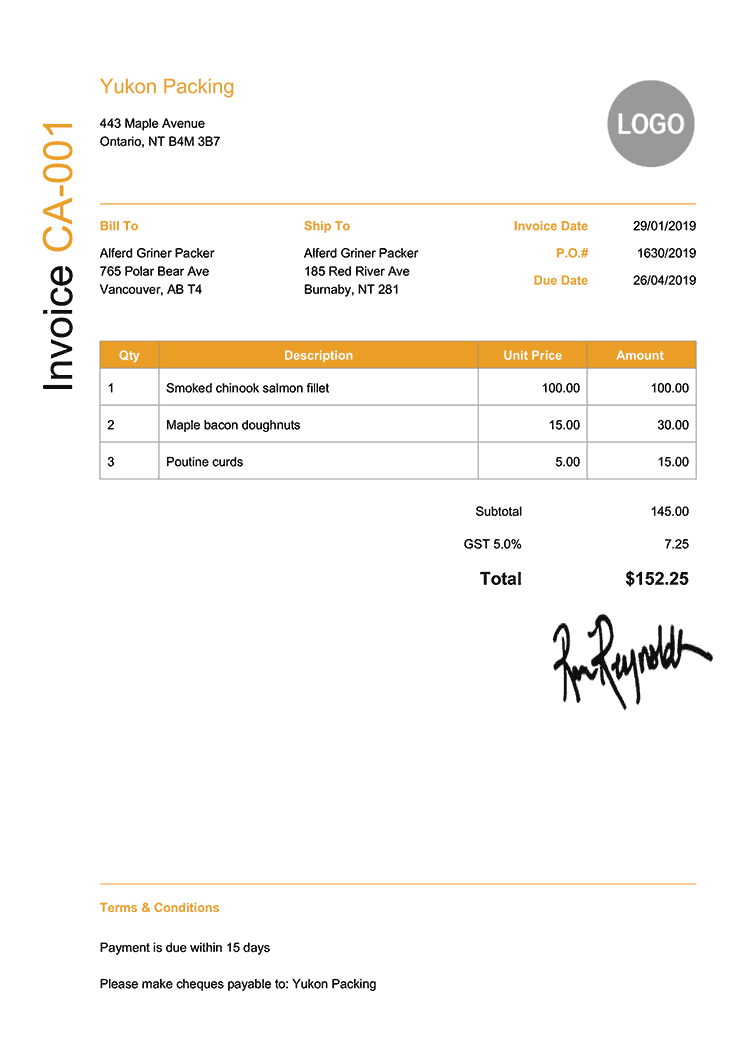 Yukon Packing
443 Maple Avenue
Ontario, NT B4M 3B7
LOGO
Invoice CA-001
Bill To
Alferd Griner Packer
765 Polar Bear Ave
Vancouver, AB T4
Ship To
Alferd Griner Packer
185 Red River Ave
Burnaby, NT 281
Invoice Date 29/01/2019
P.O.# 1630/2019
Due Date 26/04/2019
Qty Description Unit Price Amount
1 Smoked chinook salmon fillet 100.00 100.00
2 Maple bacon doughnuts 15.00 30.00
3 Poutine curds 5.00 15.00
Subtotal 145.00
GST 5.0% 7.25
Total $152.25
Reynolds
Terms & Conditions
Payment is due within 15 days
Please make cheques payable to: Yukon Packing